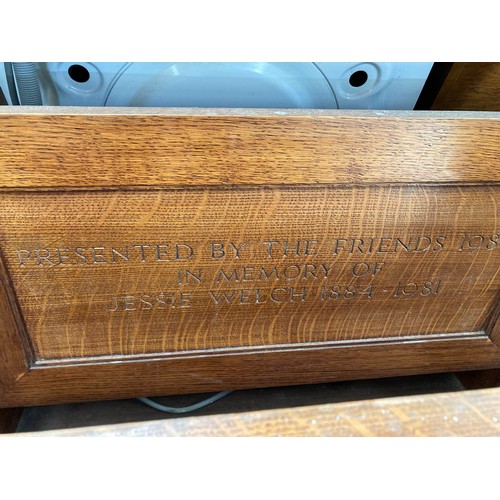 PRESENTED BY THE FRIENDS 198
IN MEMORY OF
JESSE WELCH 1884-1981